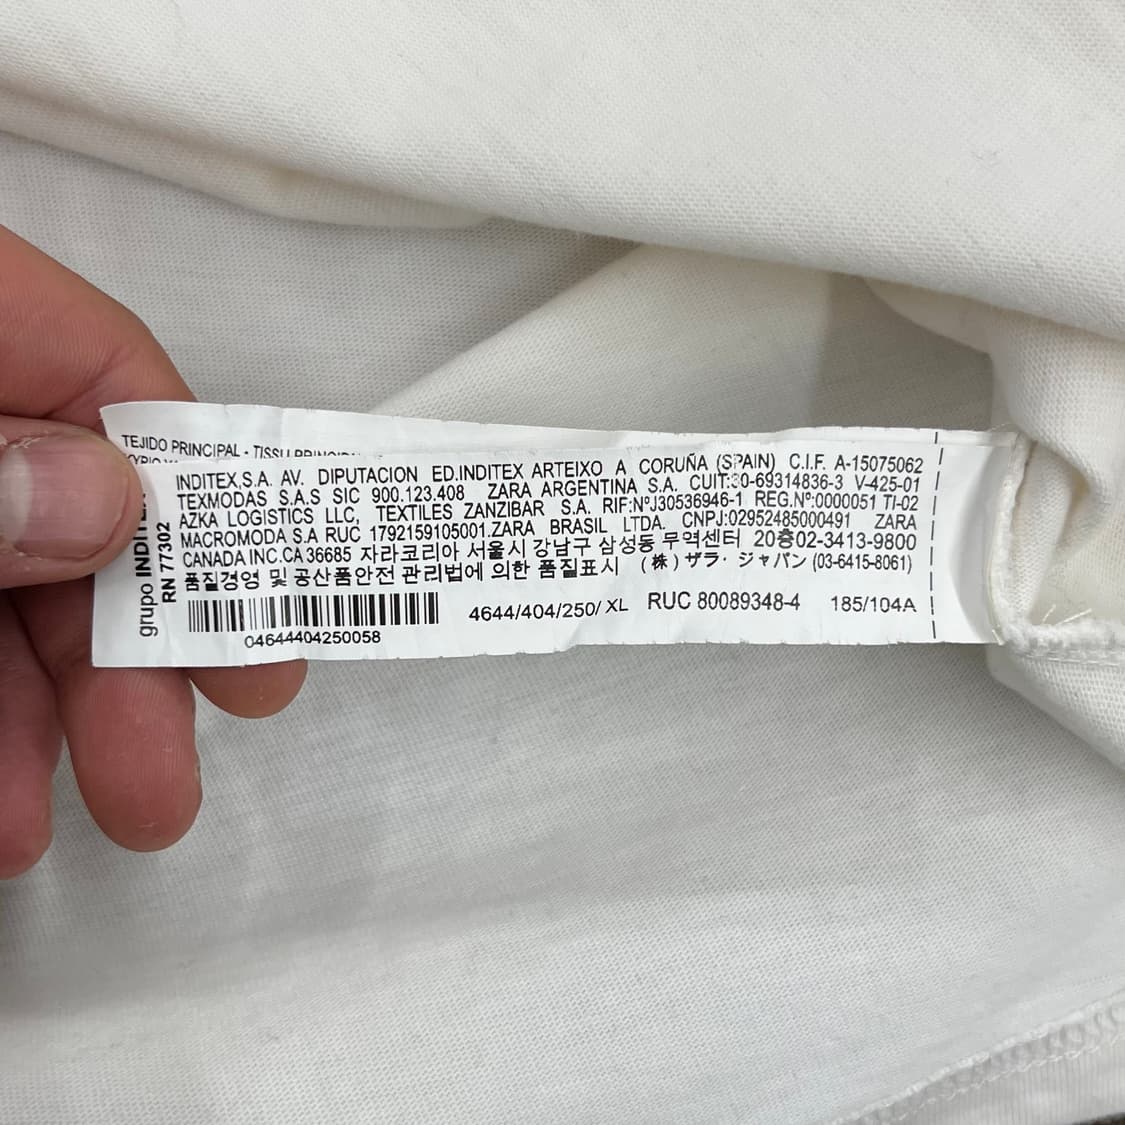 TEJIDO PRINCIPAL - TISSU
INDITEX,S.A. AV. DIPUTACION ED.INDITEX ARTEIXO A CORUÑA (SPAIN) C.I.F. A-15075062
TEXMODAS S.A.S SIC 900.123.408 ZARA ARGENTINA S.A. CUIT:30-69314836-3 V-425-01
AZKA LOGISTICS LLC, TEXTILES ZANZIBAR S.A. RIF:NºJ30536946-1 REG.Nº:0000051 TI-02
MACROMODA S.A RUC 1792159105001.ZARA BRASIL LTDA. CNPJ:02952485000491 ZARA
CANADA INC.CA 36685 자라코리아 서울시 강남구 삼성동 무역센터 20층02-3413-9800
품질경영 및 공산품안전 관리법에 의한 품질표시 (株) ザラ・ジャパン (03-6415-8061)
04644404250058
4644/404/250/ XL RUC 80089348-4 185/104A
grupo
RN 77302